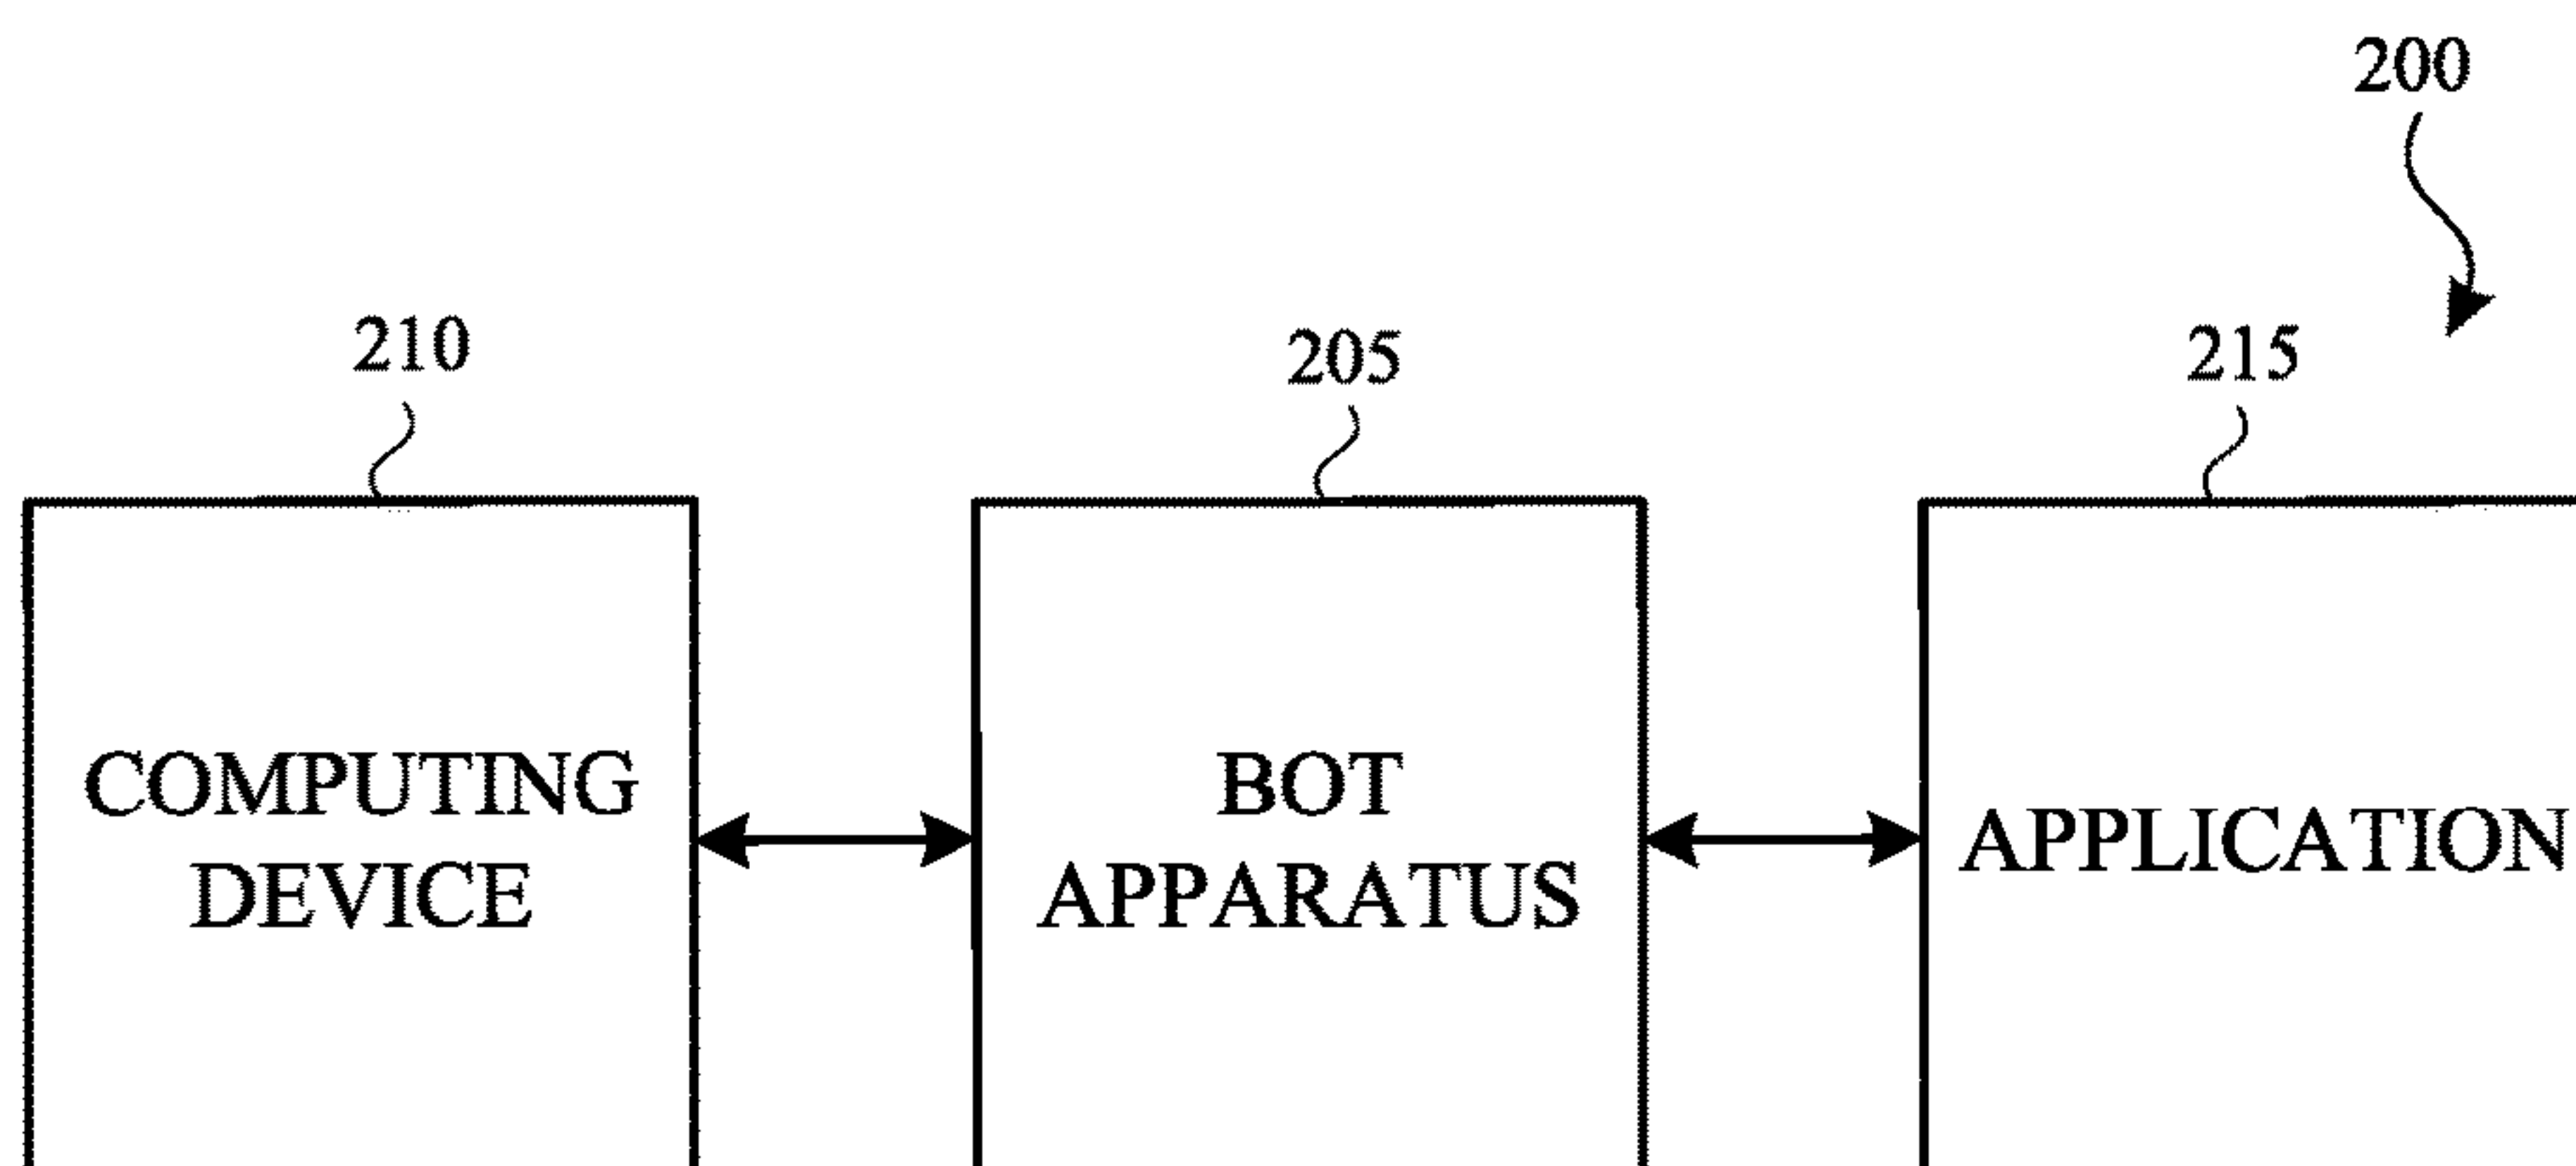 200
210
205
215
COMPUTING
DEVICE
BOT
APPARATUS
APPLICATION